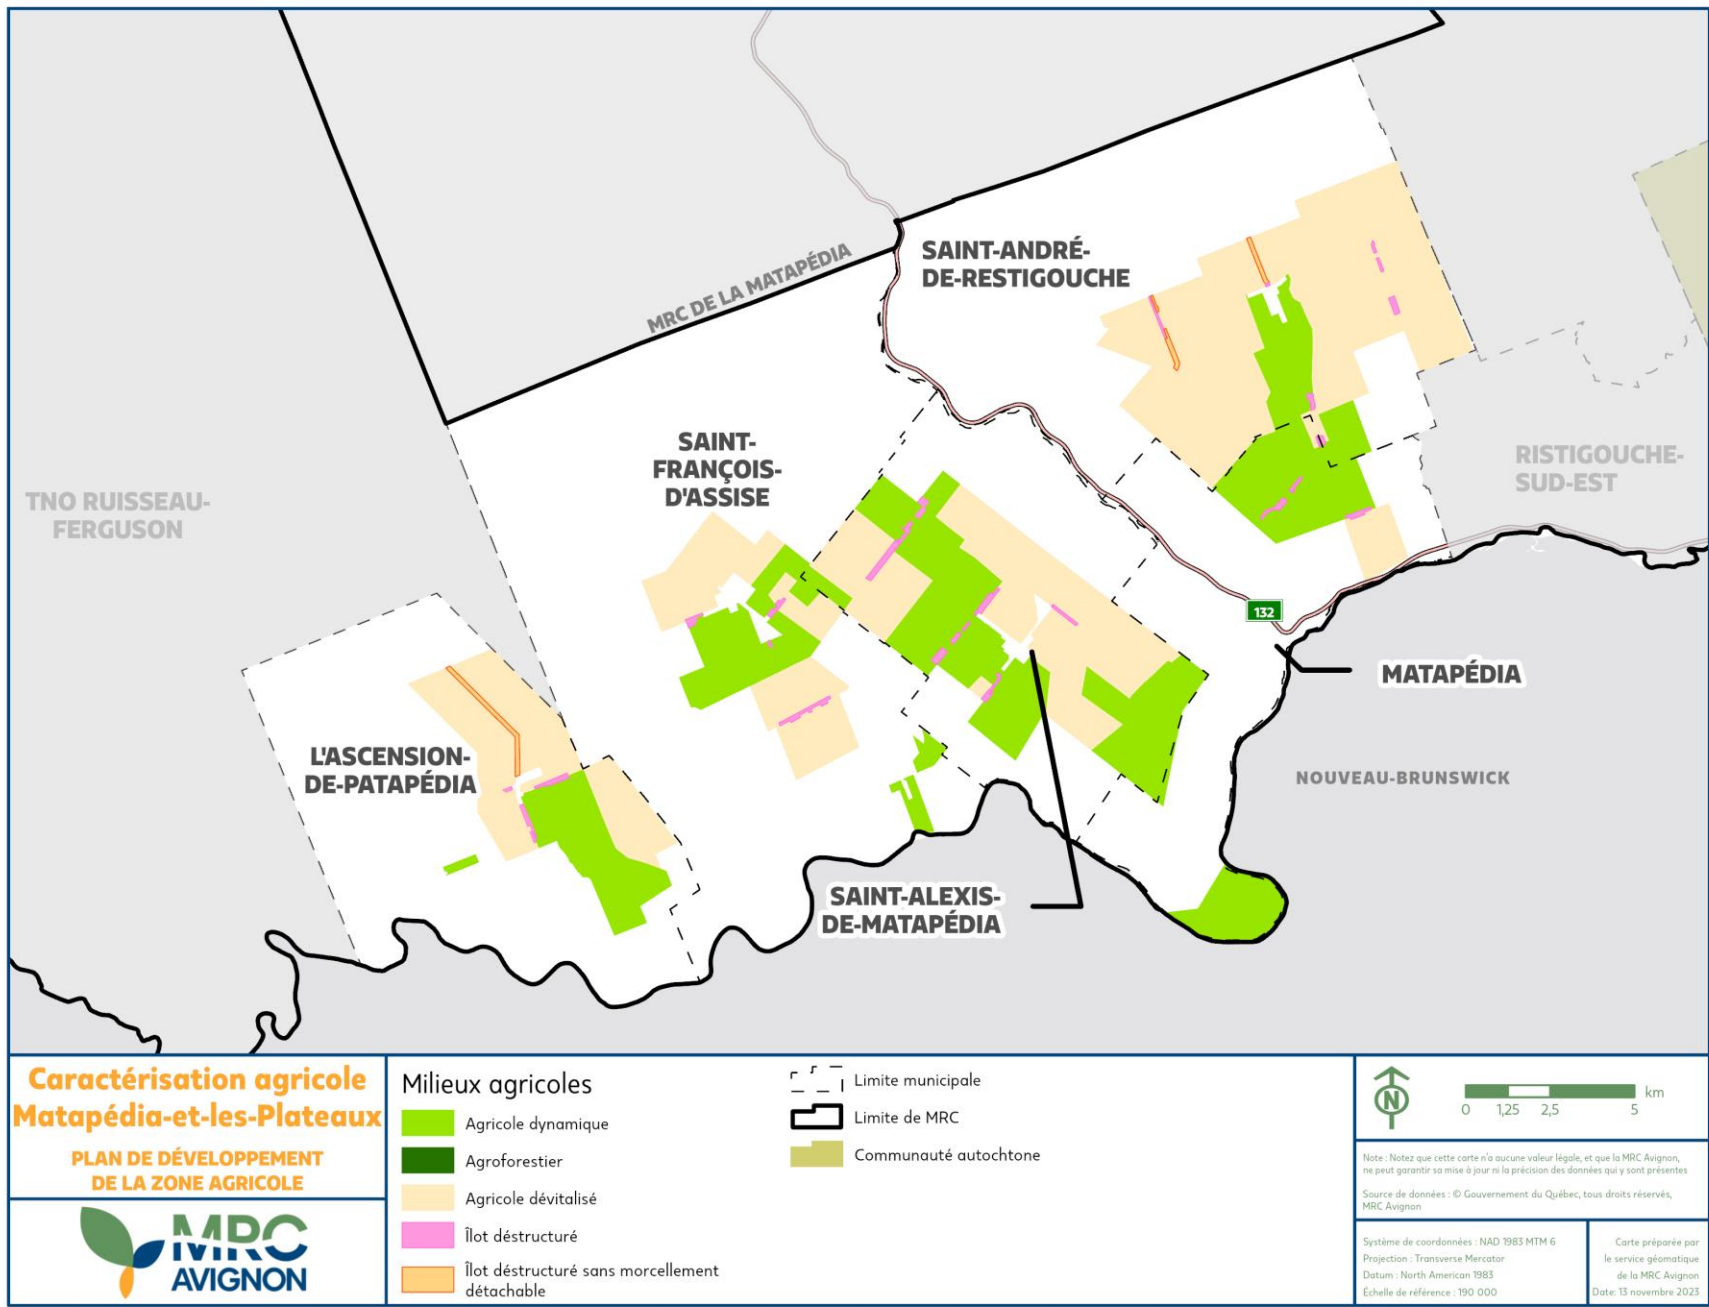 MRC DE LA MATAPÉDIA
SAINT-ANDRÉ-
DE-RESTIGOUCHE
SAINT-
FRANÇOIS-
D'ASSISE
TNO RUISSEAU-
FERGUSON
RISTIGOUCHE-
SUD-EST
132
MATAPÉDIA
L'ASCENSION-
DE-PATAPÉDIA
NOUVEAU-BRUNSWICK
SAINT-ALEXIS-
DE-MATAPÉDIA
Caractérisation agricole
Matapédia-et-les-Plateaux
PLAN DE DÉVELOPPEMENT
DE LA ZONE AGRICOLE
MRC
AVIGNON
Milieux agricoles
Agricole dynamique
Agroforestier
Agricole dévitalisé
Îlot déstructuré
Îlot déstructuré sans morcellement
détachable
Limite municipale
Limite de MRC
Communauté autochtone
N
km
0 1,25 2,5 5
Note : Notez que cette carte n'a aucune valeur légale, et que la MRC Avignon,
ne peut garantir sa mise à jour ni la précision des données qui y sont présentes
Source de données : © Gouvernement du Québec, tous droits réservés,
MRC Avignon
Système de coordonnées : NAD 1983 MTM 6
Projection : Transverse Mercator
Datum : North American 1983
Échelle de référence : 190 000
Carte préparée par
le service géomatique
de la MRC Avignon
Date: 13 novembre 2023